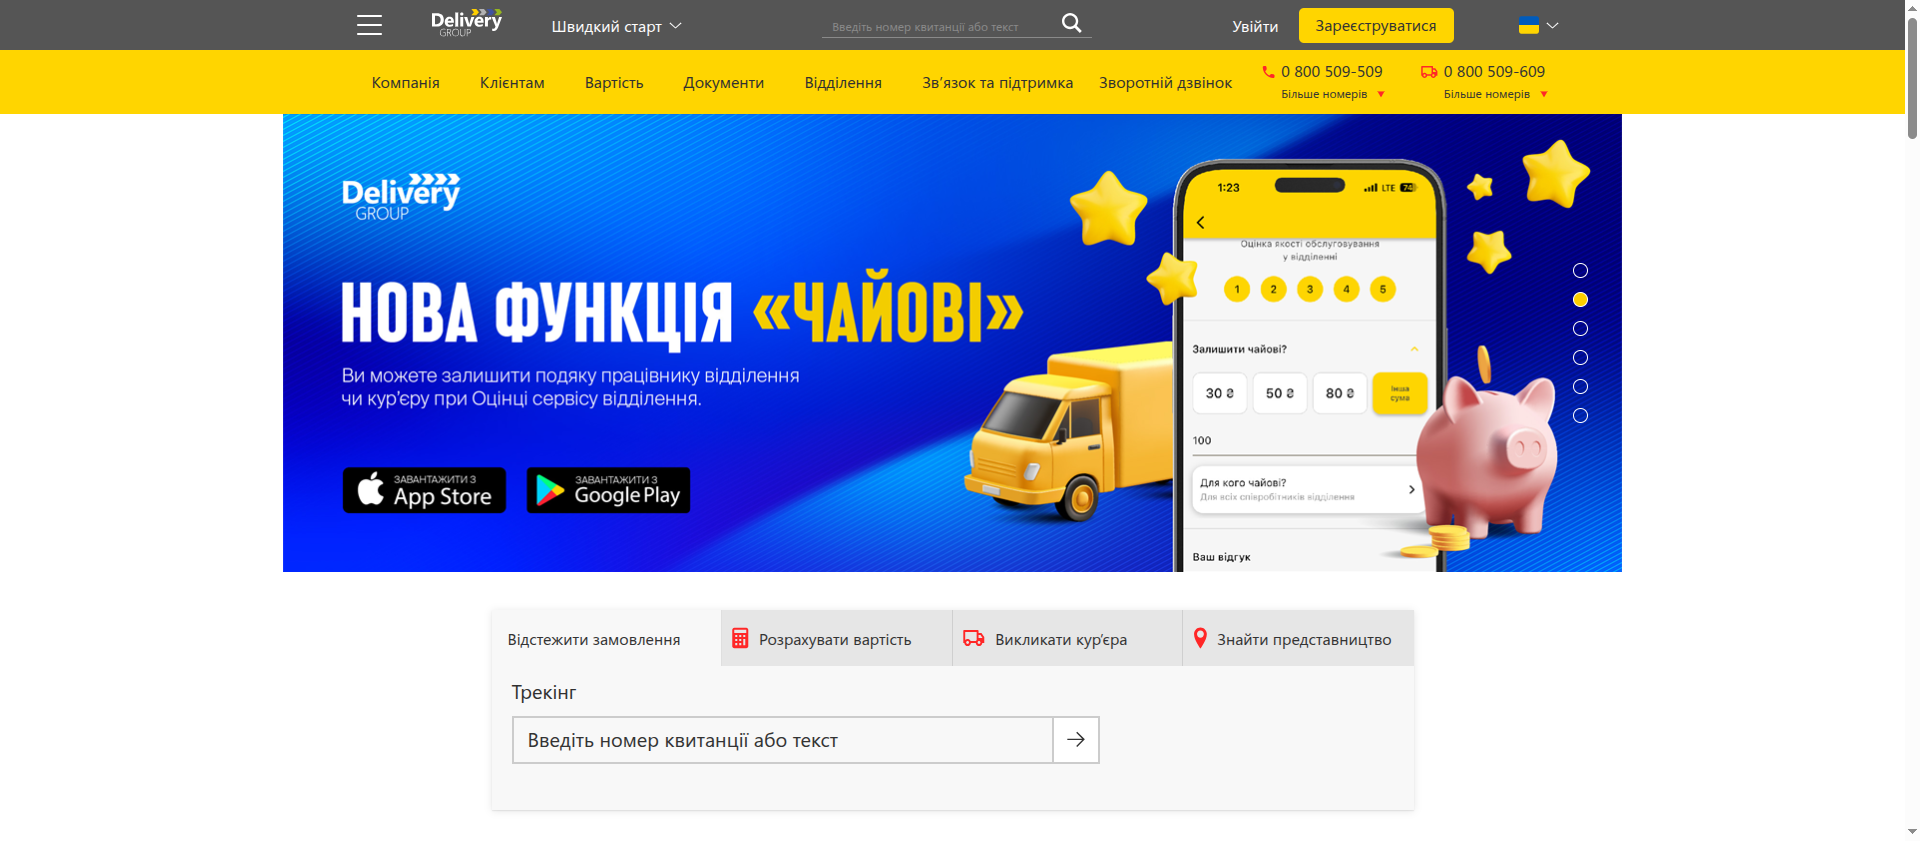 Delivery
GROUP
Швидкий старт
Введіть номер квитанції або текст
Увійти
Зареєструватися
Компанія
Клієнтам
Вартість
Документи
Відділення
Зв’язок та підтримка
Зворотній дзвінок
0 800 509-509
Більше номерів
0 800 509-609
Більше номерів
Delivery
GROUP
НОВА ФУНКЦІЯ «ЧАЙОВІ»
Ви можете залишити подяку працівнику відділення
чи кур'єру при Оцінці сервісу відділення.
ЗАВАНТАЖИТИ З
App Store
ЗАВАНТАЖИТИ З
Google Play
1:23
LTE 74
Оцінка якості обслуговування
у відділенні
1 2 3 4 5
Залишити чайові?
30 ₴ 50 ₴ 80 ₴ Інша
сума
100
Для кого чайові?
Для всіх співробітників відділення
Ваш відгук
Відстежити замовлення
Розрахувати вартість
Викликати кур’єра
Знайти представництво
Трекінг
Введіть номер квитанції або текст